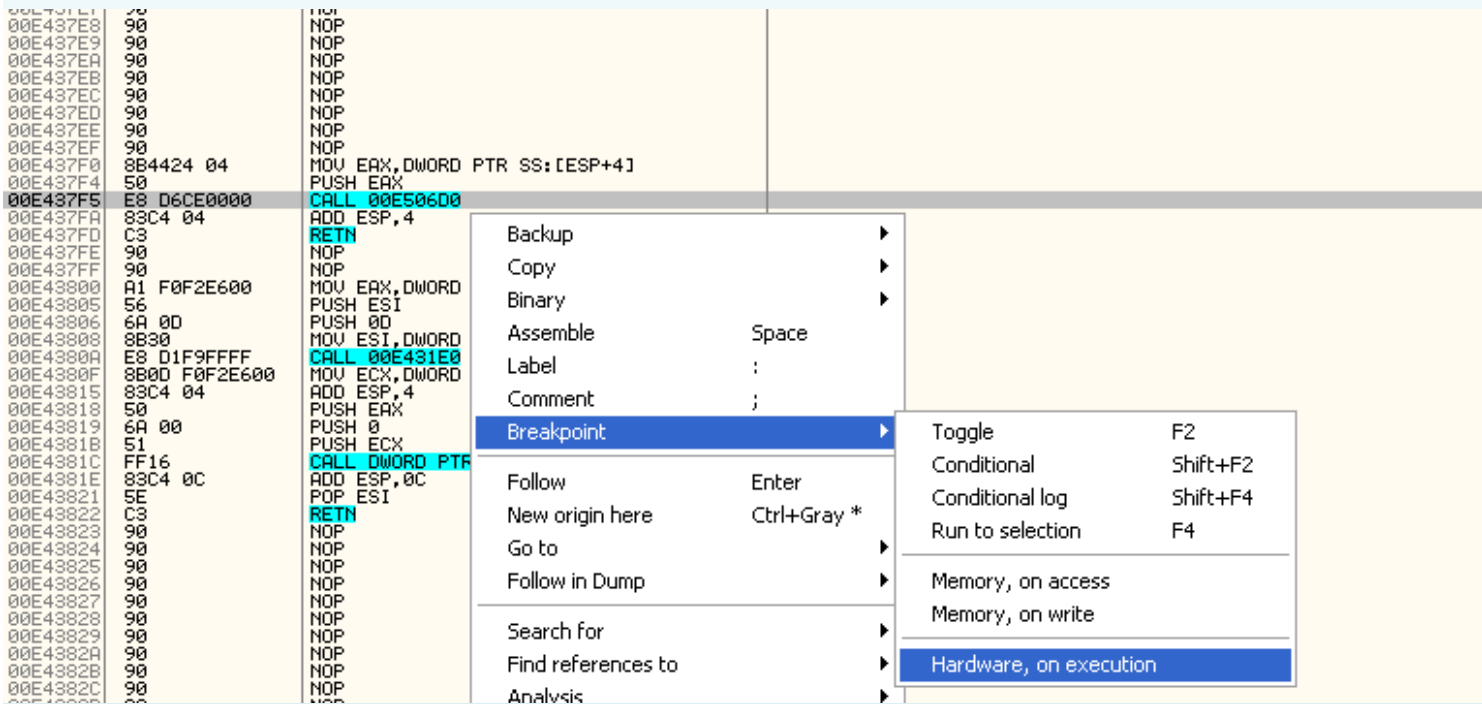 00E437E8 90 NOP
00E437E9 90 NOP
00E437EA 90 NOP
00E437EB 90 NOP
00E437EC 90 NOP
00E437ED 90 NOP
00E437EE 90 NOP
00E437EF 90 NOP
00E437F0 8B4424 04 MOV EAX,DWORD PTR SS:[ESP+4]
00E437F4 50 PUSH EAX
00E437F5 E8 D6CE0000 CALL 00E506D0
00E437FA 83C4 04 ADD ESP,4
00E437FD C3 RETN
00E437FE 90 NOP
00E437FF 90 NOP
00E43800 A1 F0F2E600 MOV EAX,DWORD
00E43805 56 PUSH ESI
00E43806 6A 0D PUSH 0D
00E43808 8B30 MOV ESI,DWORD
00E4380A E8 D1F9FFFF CALL 00E431E0
00E4380F 8B0D F0F2E600 MOV ECX,DWORD
00E43815 83C4 04 ADD ESP,4
00E43818 50 PUSH EAX
00E43819 6A 00 PUSH 0
00E4381B 51 PUSH ECX
00E4381C FF16 CALL DWORD PTR
00E4381E 83C4 0C ADD ESP,0C
00E43821 5E POP ESI
00E43822 C3 RETN
00E43823 90 NOP
00E43824 90 NOP
00E43825 90 NOP
00E43826 90 NOP
00E43827 90 NOP
00E43828 90 NOP
00E43829 90 NOP
00E4382A 90 NOP
00E4382B 90 NOP
00E4382C 90 NOP
Backup
Copy
Binary
Assemble Space
Label :
Comment ;
Breakpoint
Follow Enter
New origin here Ctrl+Gray *
Go to
Follow in Dump
Search for
Find references to
Analysis
Toggle F2
Conditional Shift+F2
Conditional log Shift+F4
Run to selection F4
Memory, on access
Memory, on write
Hardware, on execution